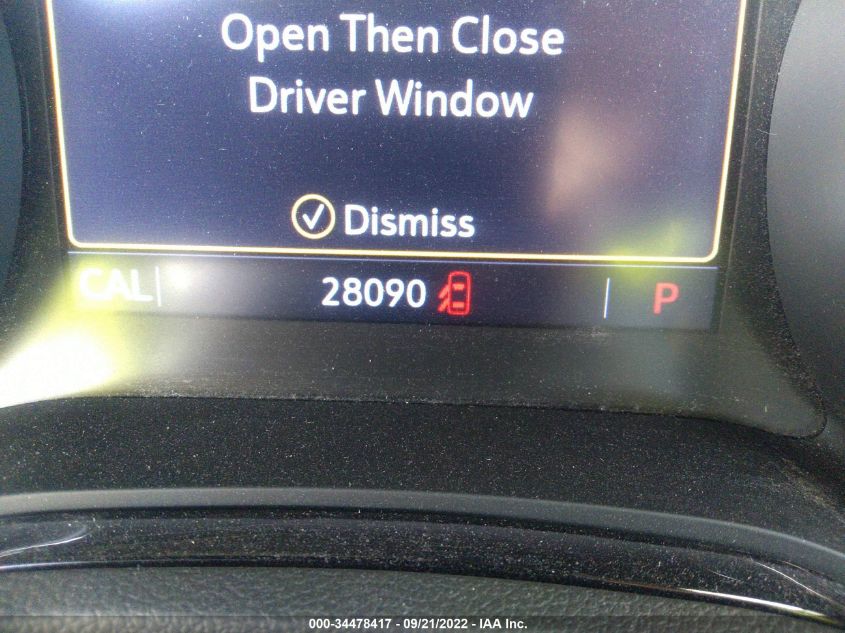 Open Then Close
Driver Window
Dismiss
CAL
28090
P
000-34478417 - 09/21/2022 - IAA Inc.